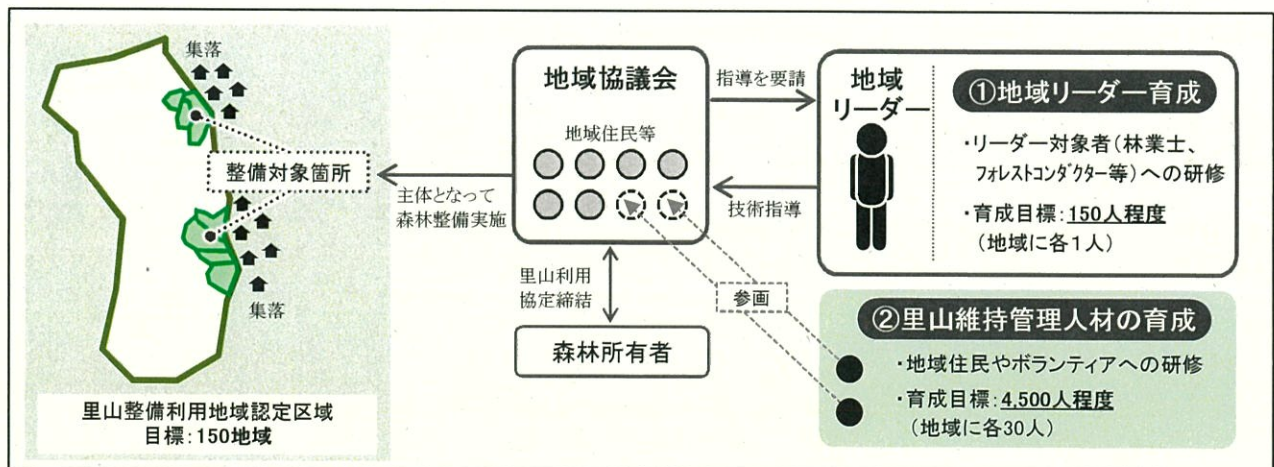 集落
整備対象箇所
集落
里山整備利用地域認定区域
目標：150地域
主体となって
森林整備実施
地域協議会
地域住民等
里山利用
協定締結
森林所有者
指導を要請
技術指導
参画
地域
リーダー
①地域リーダー育成
・リーダー対象者（林業士、
フォレストコンダクター等）への研修
・育成目標：150人程度
（地域に各１人）
②里山維持管理人材の育成
・地域住民やボランティアへの研修
・育成目標：4,500人程度
（地域に各30人）